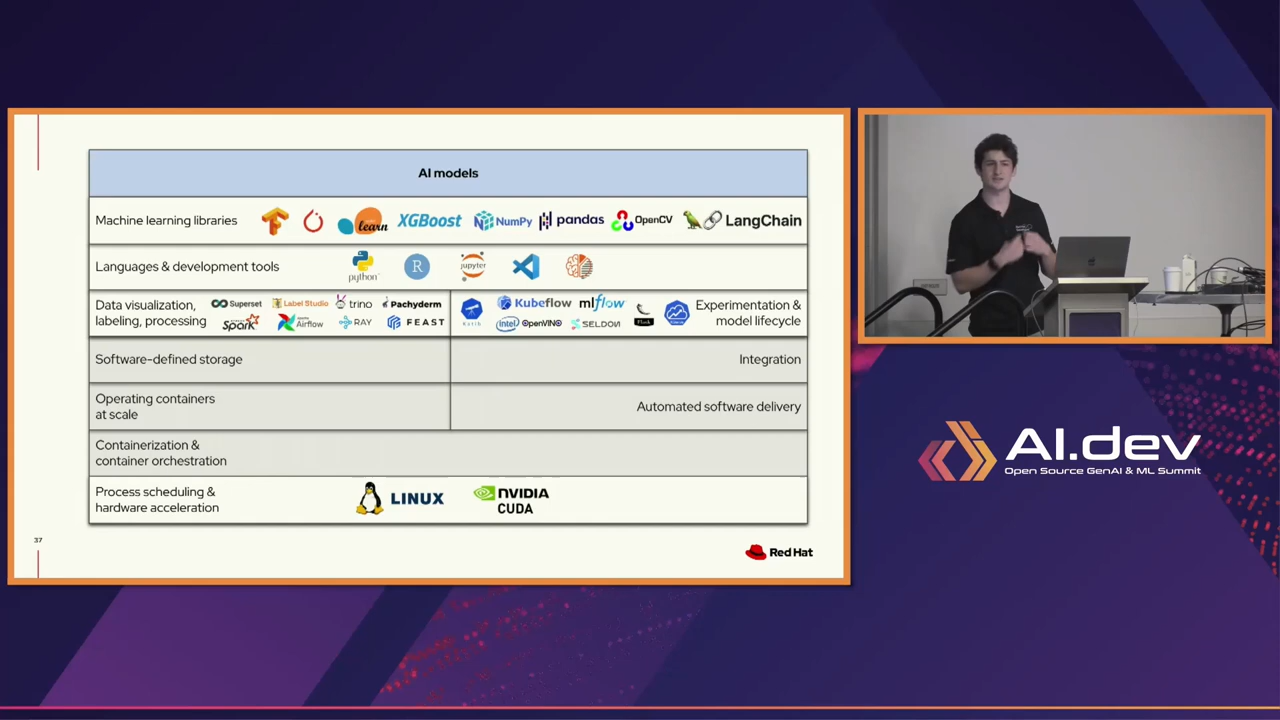 AI models
Machine learning libraries
learn
XGBoost
NumPy
pandas
OpenCV
LangChain
Languages & development tools
python
R
jupyter
Data visualization,
labeling, processing
Superset
Label Studio
trino
Pachyderm
Spark
Airflow
RAY
FEAST
Katib
Kubeflow
mlflow
intel
OpenVINO
SELDON
Flask
Experimentation &
model lifecycle
Software-defined storage
Integration
Operating containers
at scale
Automated software delivery
Containerization &
container orchestration
Process scheduling &
hardware acceleration
LINUX
NVIDIA
CUDA
37
Red Hat
AI.dev
Open Source GenAI & ML Summit